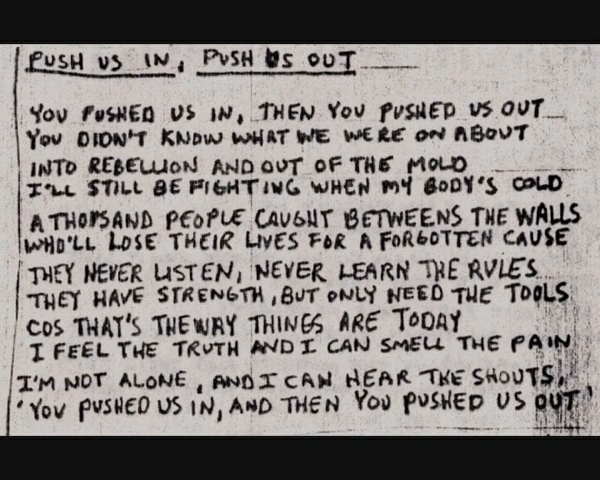 PUSH US IN, PUSH US OUT
YOU PUSHED US IN, THEN YOU PUSHED US OUT
YOU DIDN'T KNOW WHAT WE WERE ON ABOUT
INTO REBELLION AND OUT OF THE MOLD
I'LL STILL BE FIGHTING WHEN MY BODY'S COLD
A THOUSAND PEOPLE CAUGHT BETWEENS THE WALLS
WHO'LL LOSE THEIR LIVES FOR A FORGOTTEN CAUSE
THEY NEVER LISTEN, NEVER LEARN THE RULES
THEY HAVE STRENGTH, BUT ONLY NEED THE TOOLS
COS THAT'S THE WAY THINGS ARE TODAY
I FEEL THE TRUTH AND I CAN SMELL THE PAIN
I'M NOT ALONE, AND I CAN HEAR THE SHOUTS,
'YOU PUSHED US IN, AND THEN YOU PUSHED US OUT'